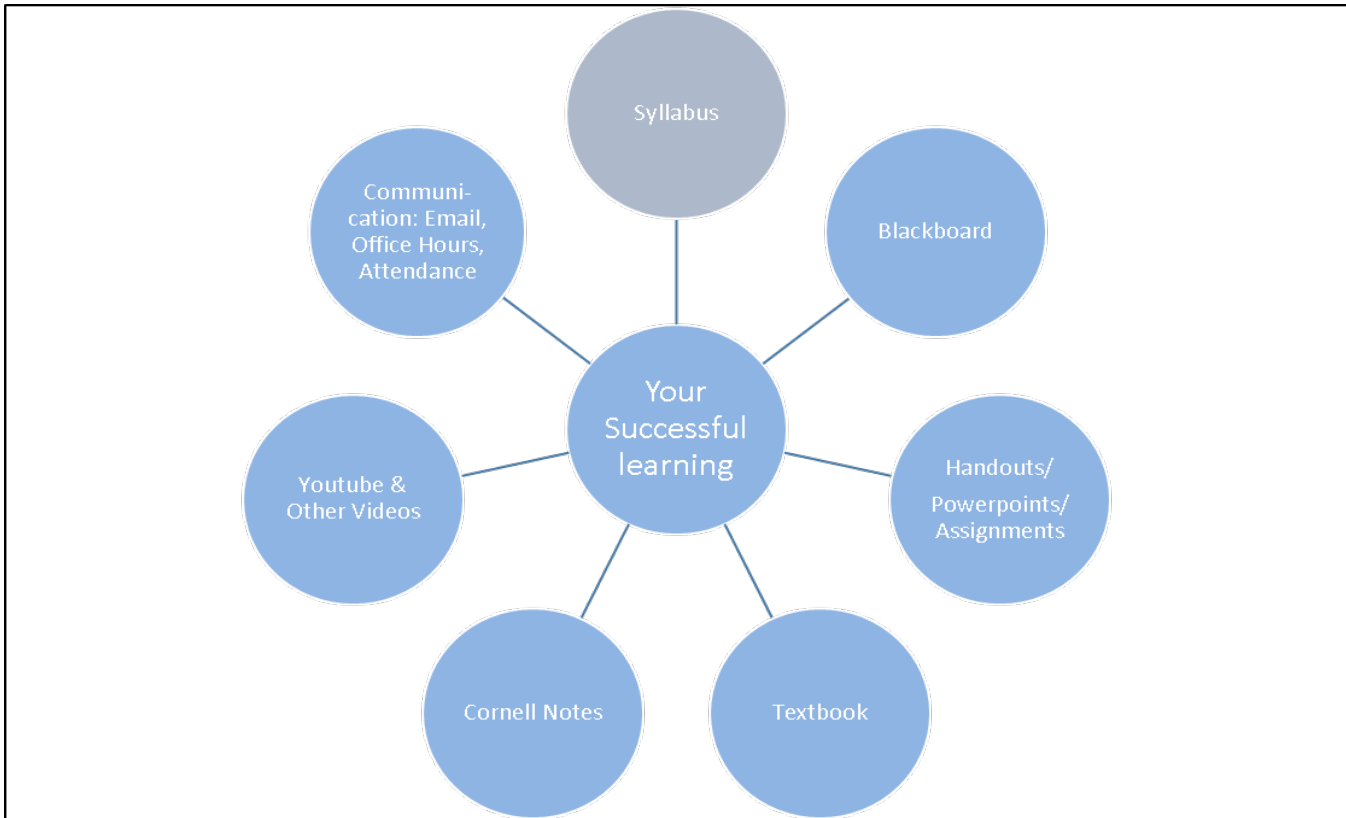 Syllabus
Communi-
cation: Email,
Office Hours,
Attendance
Blackboard
Your
Successful
learning
Youtube &
Other Videos
Handouts/
Powerpoints/
Assignments
Cornell Notes
Textbook